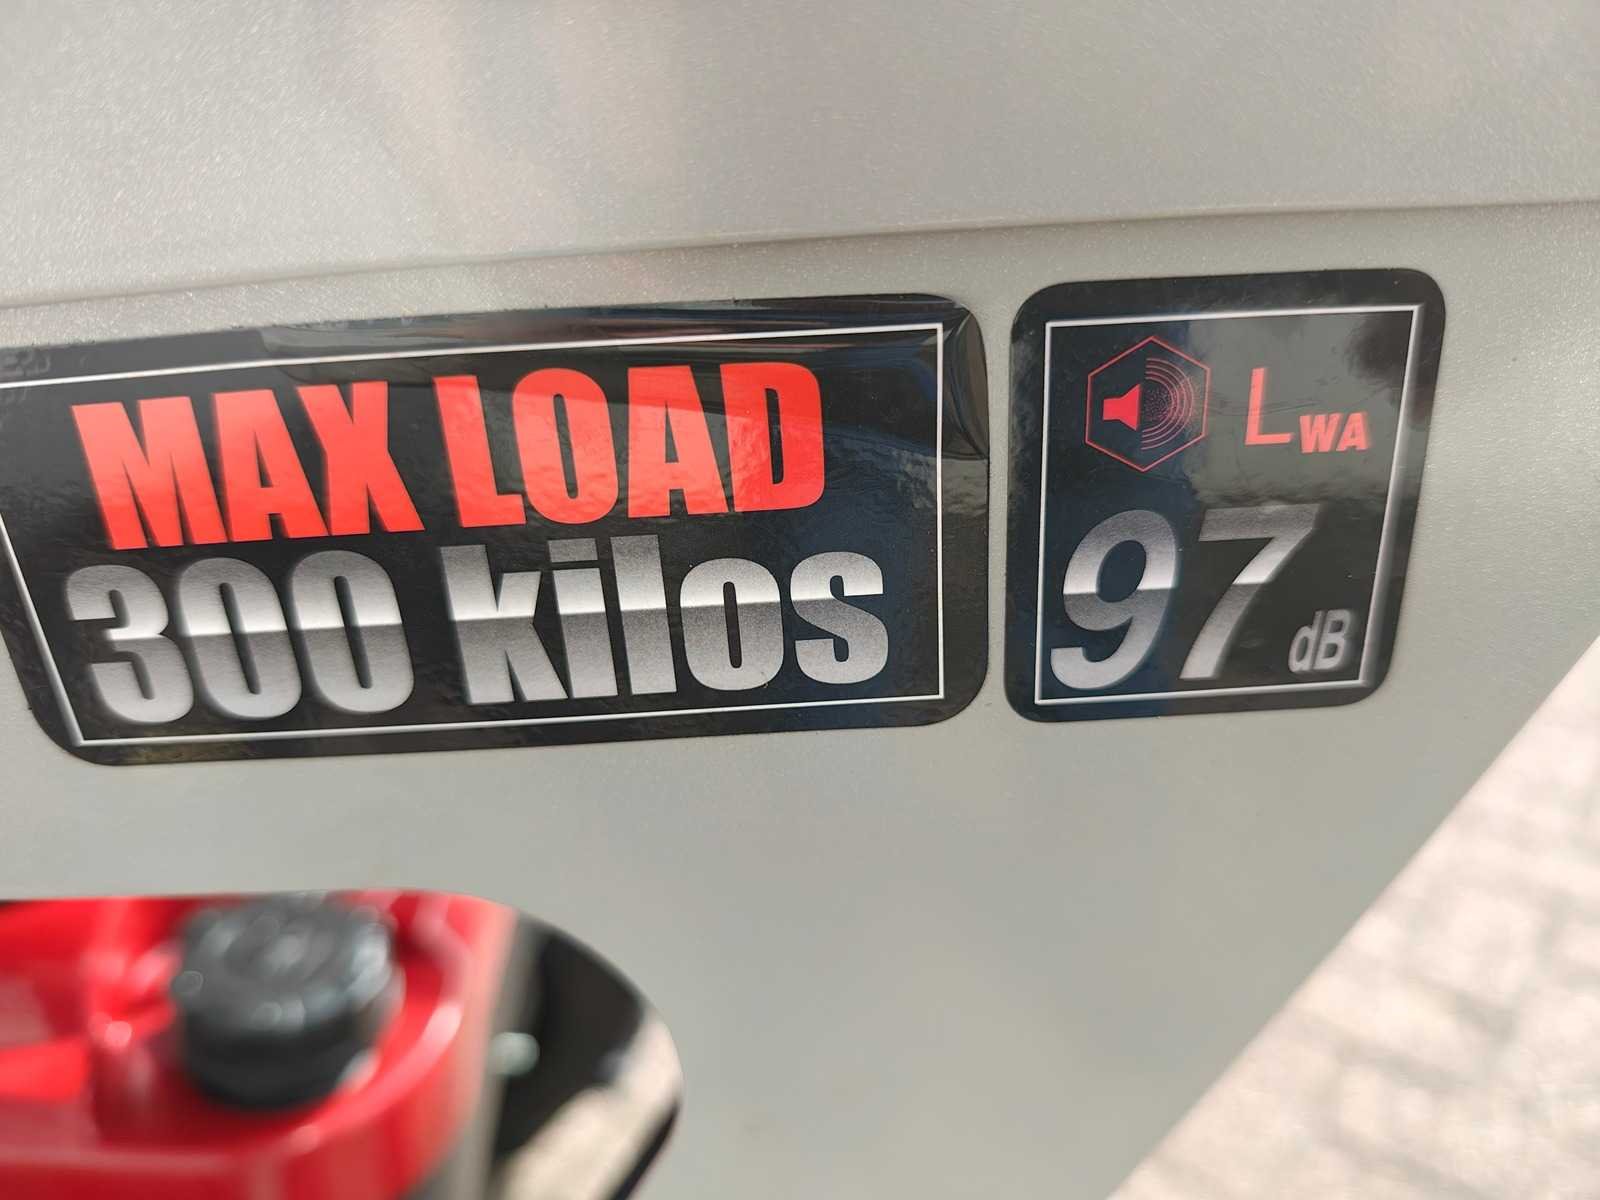 MAX LOAD
300 kilos
LWA
97 dB